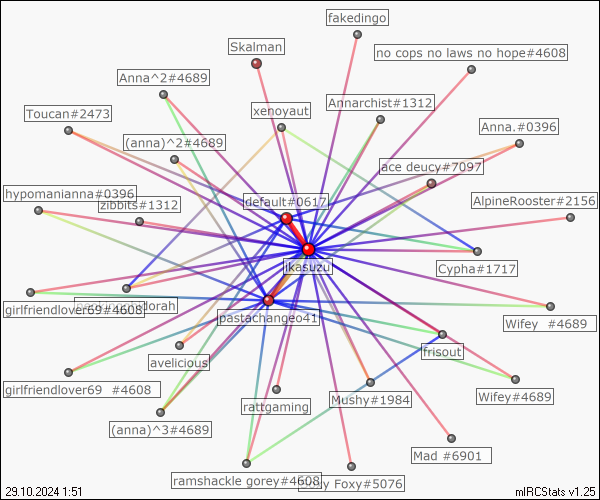 fakedingo
Skalman
no cops no laws no hope#4608
Anna^2#4689
Annarchist#1312
xenoyaut
Toucan#2473
Anna.#0396
(anna)^2#4689
ace deucy#7097
hypomanianna#0396
default#0617
AlpineRooster#2156
zibbits#1312
ikasuzu
Cypha#1717
girlfriendlover69#4608
dorah
pastachangeo41
Wifey #4689
frisout
avelicious
girlfriendlover69 #4608
rattgaming
Mushy#1984
Wifey#4689
(anna)^3#4689
Mad #6901
ramshackle gorey#4608
Foxy#5076
29.10.2024 1:51
mIRCStats v1.25